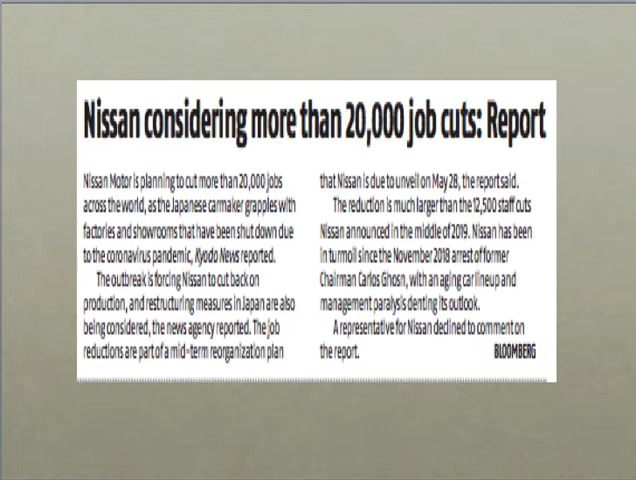 Nissan considering more than 20,000 job cuts: Report
Nissan Motor is planning to cut more than 20,000 jobs
across the world, as the Japanese carmaker grapples with
factories and showrooms that have been shut down due
to the coronavirus pandemic, Kyodo News reported.
The outbreak is forcing Nissan to cut back on
production, and restructuring measures in Japan are also
being considered, the news agency reported. The job
reductions are part of a mid-term reorganization plan
that Nissan is due to unveil on May 28, the report said.
The reduction is much larger than the 12,500 staff cuts
Nissan announced in the middle of 2019. Nissan has been
in turmoil since the November 2018 arrest of former
Chairman Carlos Ghosn, with an aging car lineup and
management paralysis denting its outlook.
A representative for Nissan declined to comment on
the report. BLOOMBERG